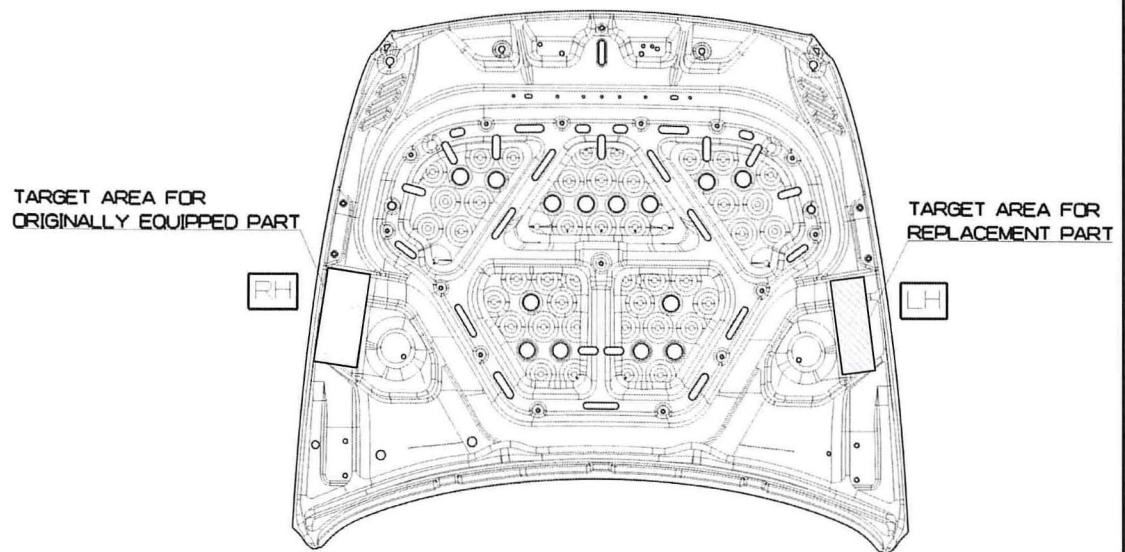 TARGET AREA FOR
ORIGINALLY EQUIPPED PART
RH
TARGET AREA FOR
REPLACEMENT PART
LH